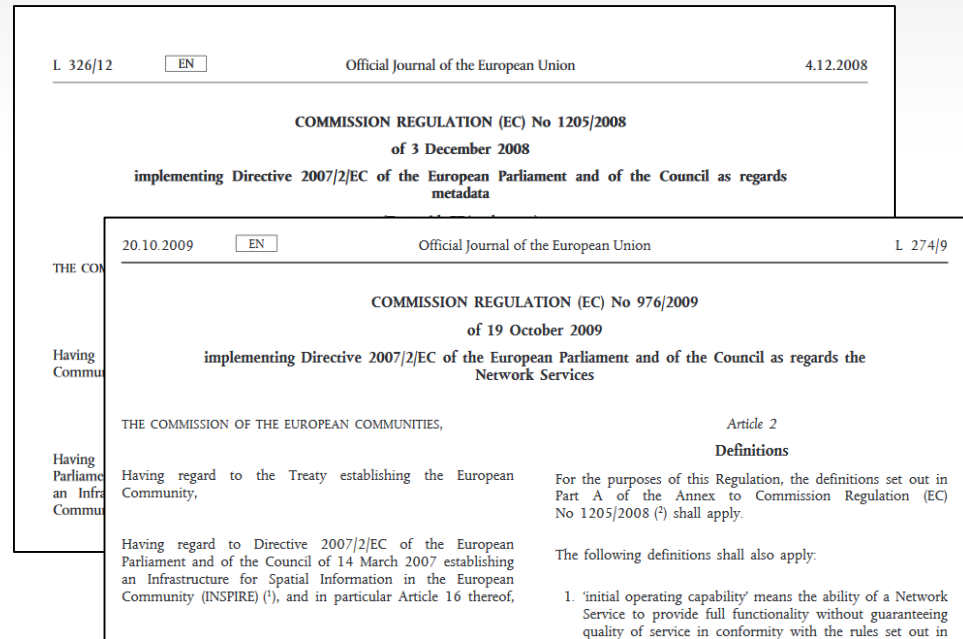 L 326/12 EN Official Journal of the European Union 4.12.2008
COMMISSION REGULATION (EC) No 1205/2008
of 3 December 2008
implementing Directive 2007/2/EC of the European Parliament and of the Council as regards
metadata
THE
Having
Having
an
20.10.2009 EN Official Journal of the European Union L 274/9
COMMISSION REGULATION (EC) No 976/2009
of 19 October 2009
implementing Directive 2007/2/EC of the European Parliament and of the Council as regards the
Network Services
THE COMMISSION OF THE EUROPEAN COMMUNITIES,
Having regard to the Treaty establishing the European
Community,
Having regard to Directive 2007/2/EC of the European
Parliament and of the Council of 14 March 2007 establishing
an Infrastructure for Spatial Information in the European
Community (INSPIRE) (¹), and in particular Article 16 thereof,
Article 2
Definitions
For the purposes of this Regulation, the definitions set out in
Part A of the Annex to Commission Regulation (EC)
No 1205/2008 (²) shall apply.
The following definitions shall also apply:
1. ‘initial operating capability’ means the ability of a Network
Service to provide full functionality without guaranteeing
quality of service in conformity with the rules set out in